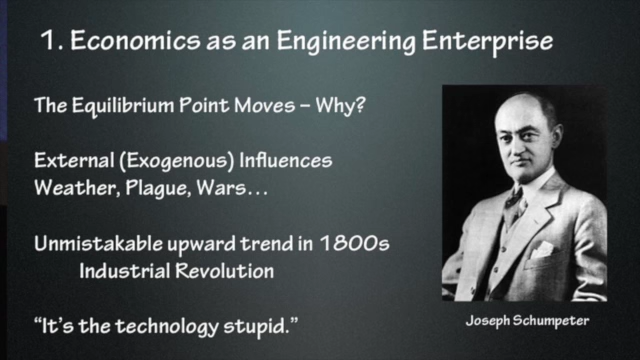 1. Economics as an Engineering Enterprise
The Equilibrium Point Moves – Why?
External (Exogenous) Influences
Weather, Plague, Wars…
Unmistakable upward trend in 1800s
Industrial Revolution
“It’s the technology stupid.”
Joseph Schumpeter